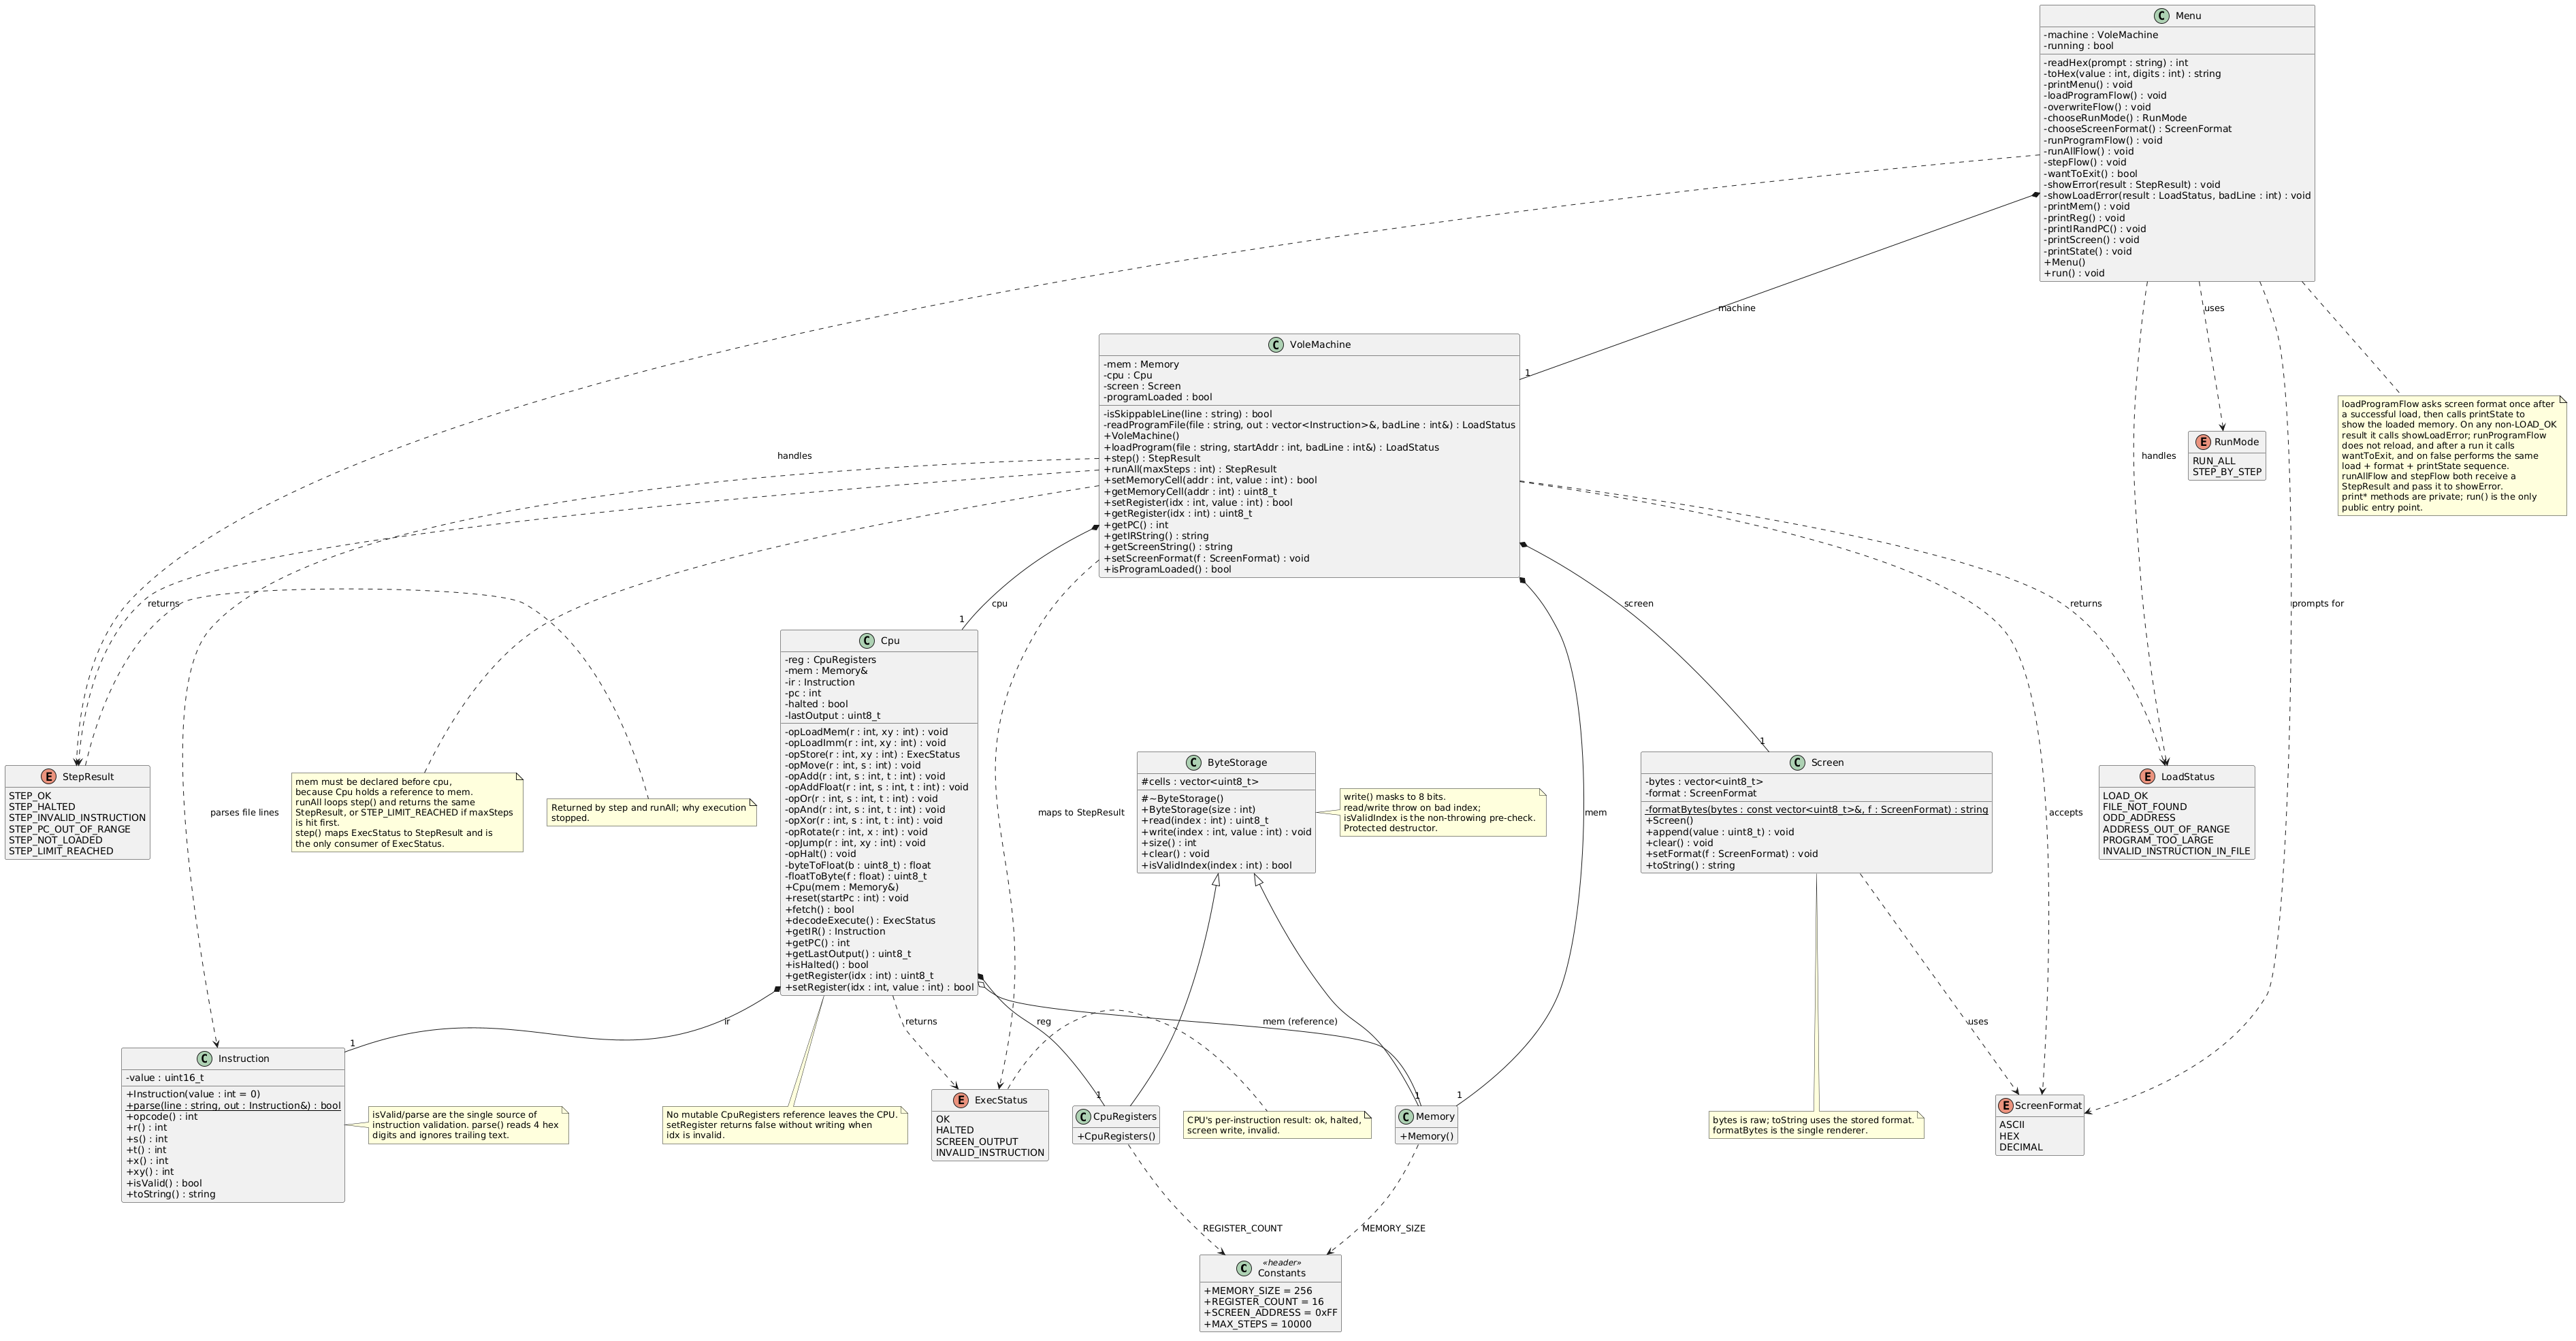 C Menu
-machine : VoleMachine
-running : bool
-readHex(prompt : string) : int
-toHex(value : int, digits : int) : string
-printMenu() : void
-loadProgramFlow() : void
-overwriteFlow() : void
-chooseRunMode() : RunMode
-chooseScreenFormat() : ScreenFormat
-runProgramFlow() : void
-runAllFlow() : void
-stepFlow() : void
-wantToExit() : bool
-showError(result : StepResult) : void
-showLoadError(result : LoadStatus, badLine : int) : void
-printMem() : void
-printReg() : void
-printIRandPC() : void
-printScreen() : void
-printState() : void
+Menu()
+run() : void
machine
1
uses
C VoleMachine
-mem : Memory
-cpu : Cpu
-screen : Screen
-programLoaded : bool
-isSkippableLine(line : string) : bool
-readProgramFile(file : string, out : vector<Instruction>&, badLine : int&) : LoadStatus
+VoleMachine()
+loadProgram(file : string, startAddr : int, badLine : int&) : LoadStatus
+step() : StepResult
+runAll(maxSteps : int) : StepResult
+setMemoryCell(addr : int, value : int) : bool
+getMemoryCell(addr : int) : uint8_t
+setRegister(idx : int, value : int) : bool
+getRegister(idx : int) : uint8_t
+getPC() : int
+getIRString() : string
+getScreenString() : string
+setScreenFormat(f : ScreenFormat) : void
+isProgramLoaded() : bool
E RunMode
RUN_ALL
STEP_BY_STEP
loadProgramFlow asks screen format once after
a successful load, then calls printState to
show the loaded memory. On any non-LOAD_OK
result it calls showLoadError; runProgramFlow
does not reload, and after a run it calls
wantToExit, and on false performs the same
load + format + printState sequence.
runAllFlow and stepFlow both receive a
StepResult and pass it to showError.
print* methods are private; run() is the only
public entry point.
handles
handles
returns
cpu
1
screen
1
returns
prompts for
E StepResult
STEP_OK
STEP_HALTED
STEP_INVALID_INSTRUCTION
STEP_PC_OUT_OF_RANGE
STEP_NOT_LOADED
STEP_LIMIT_REACHED
parses file lines
mem must be declared before cpu,
because Cpu holds a reference to mem.
runAll loops step() and returns the same
StepResult, or STEP_LIMIT_REACHED if maxSteps
is hit first.
step() maps ExecStatus to StepResult and is
the only consumer of ExecStatus.
Returned by step and runAll; why execution
stopped.
C Cpu
-reg : CpuRegisters
-mem : Memory&
-ir : Instruction
-pc : int
-halted : bool
-lastOutput : uint8_t
-opLoadMem(r : int, xy : int) : void
-opLoadImm(r : int, xy : int) : void
-opStore(r : int, xy : int) : ExecStatus
-opMove(r : int, s : int) : void
-opAdd(r : int, s : int, t : int) : void
-opAddFloat(r : int, s : int, t : int) : void
-opOr(r : int, s : int, t : int) : void
-opAnd(r : int, s : int, t : int) : void
-opXor(r : int, s : int, t : int) : void
-opRotate(r : int, x : int) : void
-opJump(r : int, xy : int) : void
-opHalt() : void
-byteToFloat(b : uint8_t) : float
-floatToByte(f : float) : uint8_t
+Cpu(mem : Memory&)
+reset(startPc : int) : void
+fetch() : bool
+decodeExecute() : ExecStatus
+getIR() : Instruction
+getPC() : int
+getLastOutput() : uint8_t
+isHalted() : bool
+getRegister(idx : int) : uint8_t
+setRegister(idx : int, value : int) : bool
maps to StepResult
C ByteStorage
#cells : vector<uint8_t>
#~ByteStorage()
+ByteStorage(size : int)
+read(index : int) : uint8_t
+write(index : int, value : int) : void
+size() : int
+clear() : void
+isValidIndex(index : int) : bool
write() masks to 8 bits.
read/write throw on bad index;
isValidIndex is the non-throwing pre-check.
Protected destructor.
mem
C Screen
-bytes : vector<uint8_t>
-format : ScreenFormat
-formatBytes(bytes : const vector<uint8_t>&, f : ScreenFormat) : string
+Screen()
+append(value : uint8_t) : void
+clear() : void
+setFormat(f : ScreenFormat) : void
+toString() : string
accepts
E LoadStatus
LOAD_OK
FILE_NOT_FOUND
ODD_ADDRESS
ADDRESS_OUT_OF_RANGE
PROGRAM_TOO_LARGE
INVALID_INSTRUCTION_IN_FILE
ir
1
returns
reg
1
mem (reference)
1
1
uses
C Instruction
-value : uint16_t
+Instruction(value : int = 0)
+parse(line : string, out : Instruction&) : bool
+opcode() : int
+r() : int
+s() : int
+t() : int
+x() : int
+xy() : int
+isValid() : bool
+toString() : string
isValid/parse are the single source of
instruction validation. parse() reads 4 hex
digits and ignores trailing text.
No mutable CpuRegisters reference leaves the CPU.
setRegister returns false without writing when
idx is invalid.
E ExecStatus
OK
HALTED
SCREEN_OUTPUT
INVALID_INSTRUCTION
C CpuRegisters
+CpuRegisters()
CPU's per-instruction result: ok, halted,
screen write, invalid.
C Memory
+Memory()
bytes is raw; toString uses the stored format.
formatBytes is the single renderer.
E ScreenFormat
ASCII
HEX
DECIMAL
REGISTER_COUNT
MEMORY_SIZE
C «header»
Constants
+MEMORY_SIZE = 256
+REGISTER_COUNT = 16
+SCREEN_ADDRESS = 0xFF
+MAX_STEPS = 10000